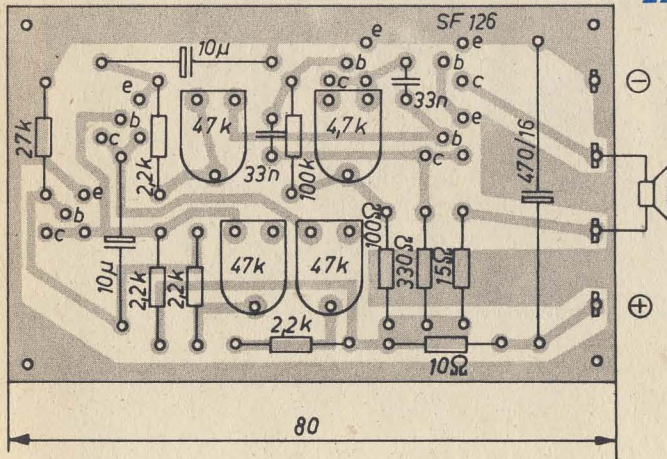 SF 126
e
10µ
e
b
b
⊖
c
c
e
33n
27k
b
47k
4,7k
e
b
c
2,2k
33n
100k
c
470/16
e
b
c
100Ω
330Ω
15Ω
10µ
2,2k
2,2k
47k
47k
⊕
2,2k
10Ω
80